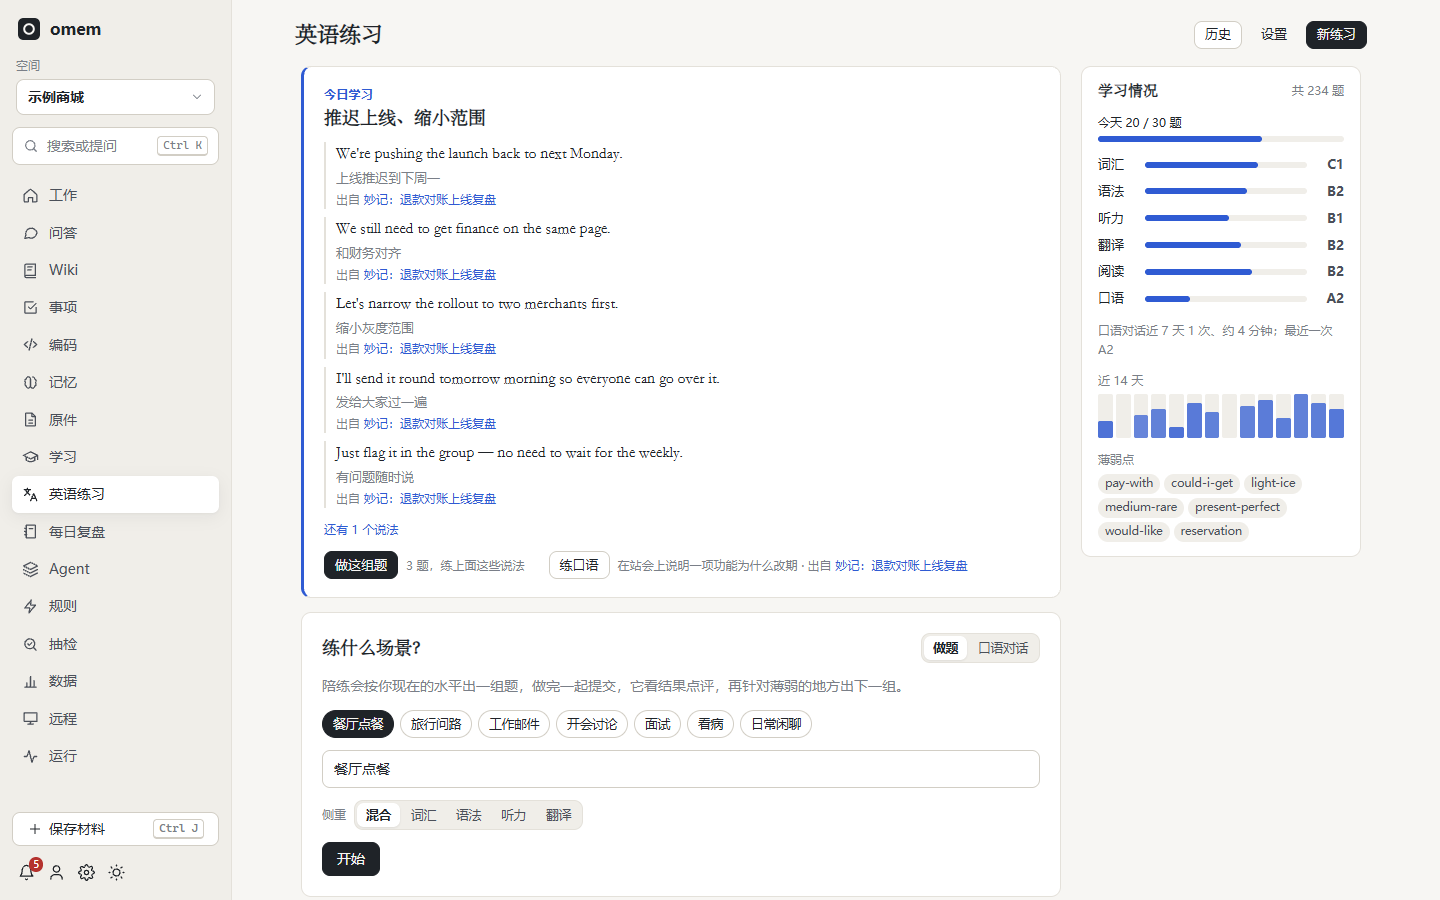 omem
空间
示例商城
搜索或提问 Ctrl K
工作
问答
Wiki
事项
编码
记忆
原件
学习
英语练习
每日复盘
Agent
规则
抽检
数据
远程
运行
保存材料 Ctrl J
5
英语练习
历史 设置 新练习
今日学习
推迟上线、缩小范围
We're pushing the launch back to next Monday.
上线推迟到下周一
出自 妙记：退款对账上线复盘
We still need to get finance on the same page.
和财务对齐
出自 妙记：退款对账上线复盘
Let's narrow the rollout to two merchants first.
缩小灰度范围
出自 妙记：退款对账上线复盘
I'll send it round tomorrow morning so everyone can go over it.
发给大家过一遍
出自 妙记：退款对账上线复盘
Just flag it in the group — no need to wait for the weekly.
有问题随时说
出自 妙记：退款对账上线复盘
还有 1 个说法
做这组题 3 题，练上面这些说法 练口语 在站会上说明一项功能为什么改期 · 出自 妙记：退款对账上线复盘
练什么场景？
做题 口语对话
陪练会按你现在的水平出一组题，做完一起提交，它看结果点评，再针对薄弱的地方出下一组。
餐厅点餐 旅行问路 工作邮件 开会讨论 面试 看病 日常闲聊
餐厅点餐
侧重 混合 词汇 语法 听力 翻译
开始
学习情况 共 234 题
今天 20 / 30 题
词汇 C1
语法 B2
听力 B1
翻译 B2
阅读 B2
口语 A2
口语对话近 7 天 1 次、约 4 分钟；最近一次
A2
近 14 天
薄弱点
pay-with could-i-get light-ice
medium-rare present-perfect
would-like reservation